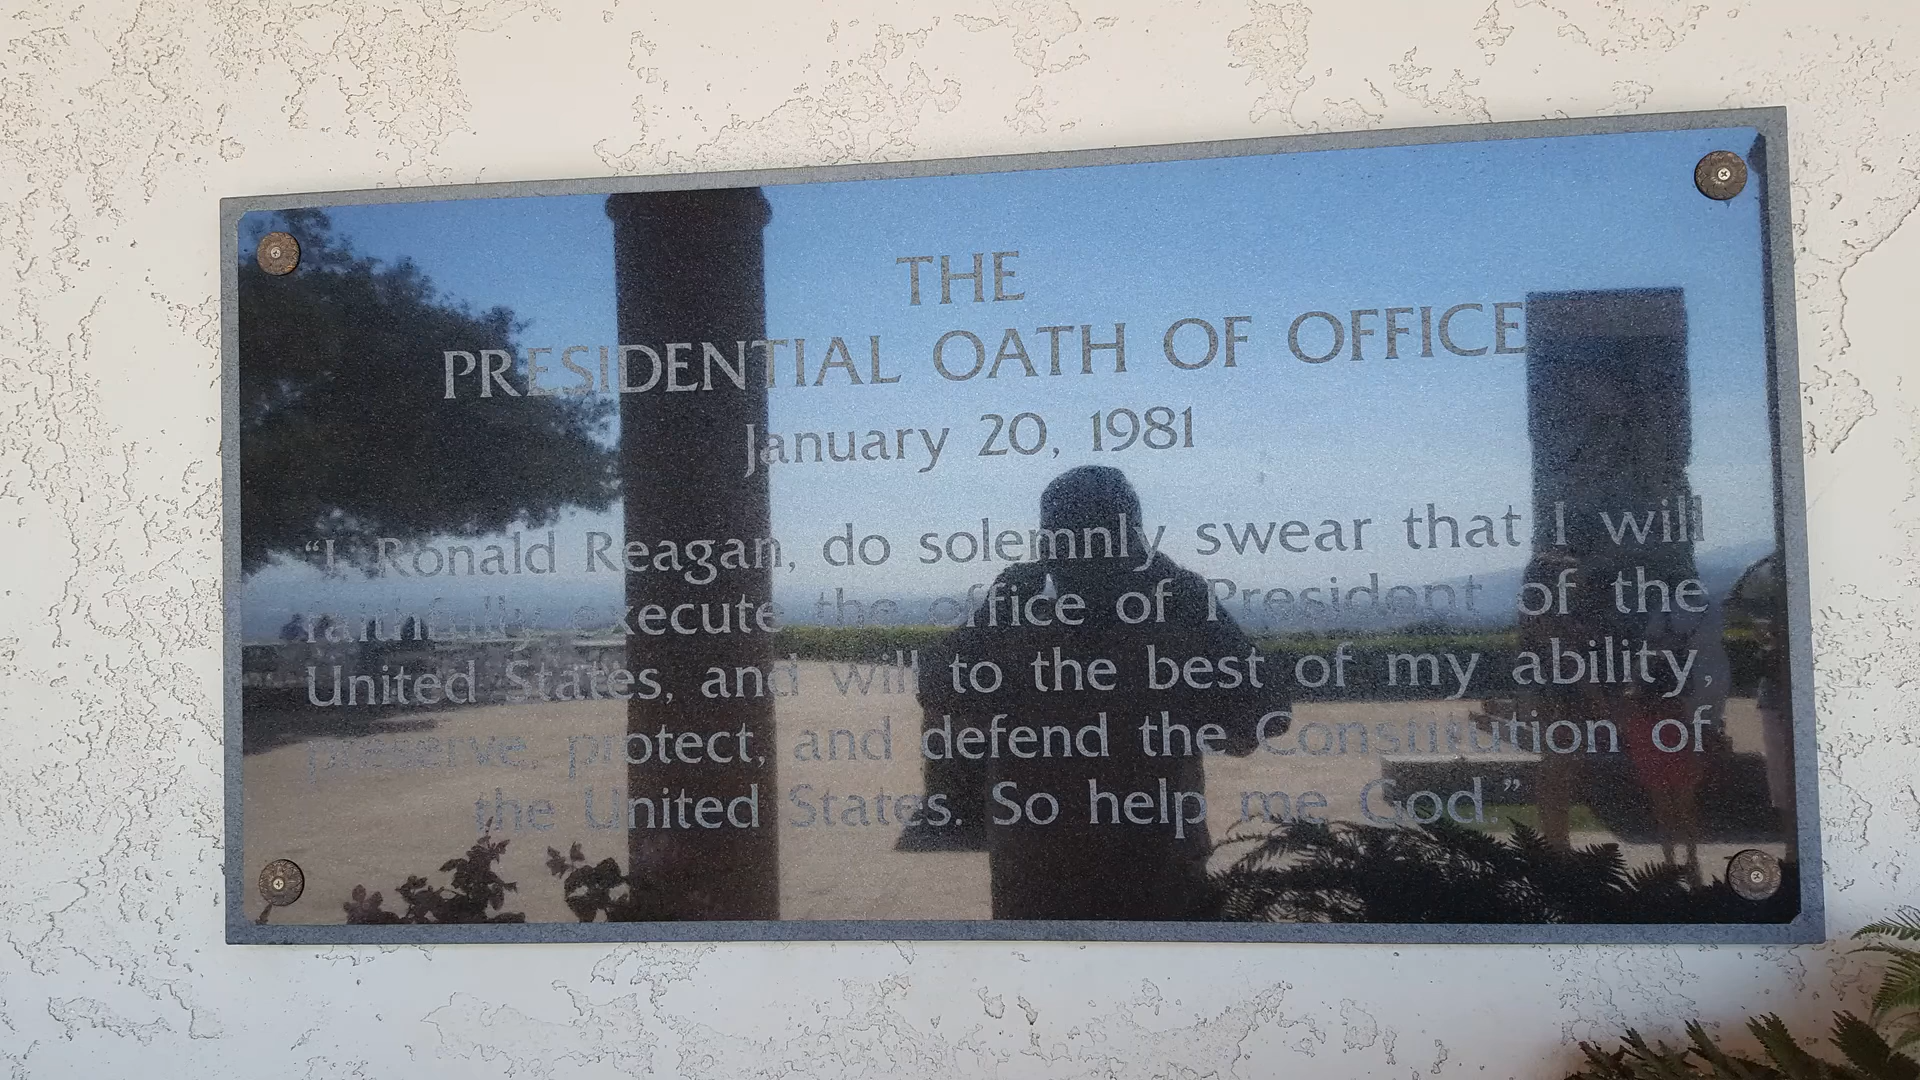 THE
PRESIDENTIAL OATH OF OFFICE
January 20, 1981
“I, Ronald Reagan, do solemnly swear that I will
faithfully execute the office of President of the
United States, and will to the best of my ability,
preserve, protect, and defend the Constitution of
the United States. So help me God.”